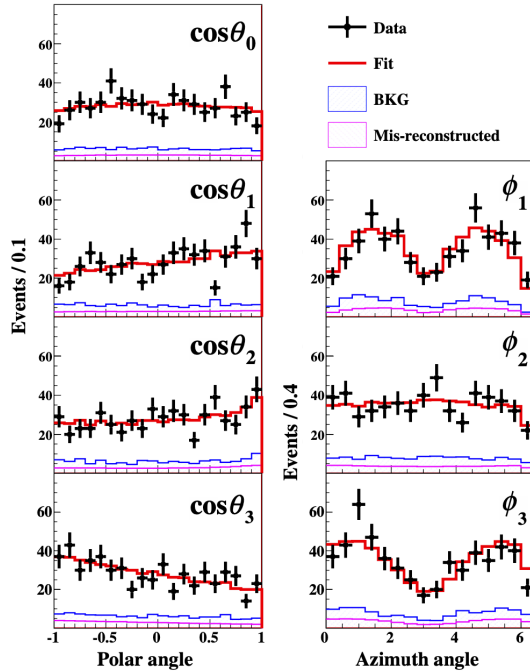 cosθ0
60
40
20
Data
Fit
BKG
Mis-reconstructed
cosθ1
60
40
20
ϕ1
60
40
20
cosθ2
60
40
20
ϕ2
60
40
20
cosθ3
60
40
20
ϕ3
60
40
20
Events / 0.1
Events / 0.4
-1 -0.5 0 0.5 1
Polar angle
0 2 4 6
Azimuth angle